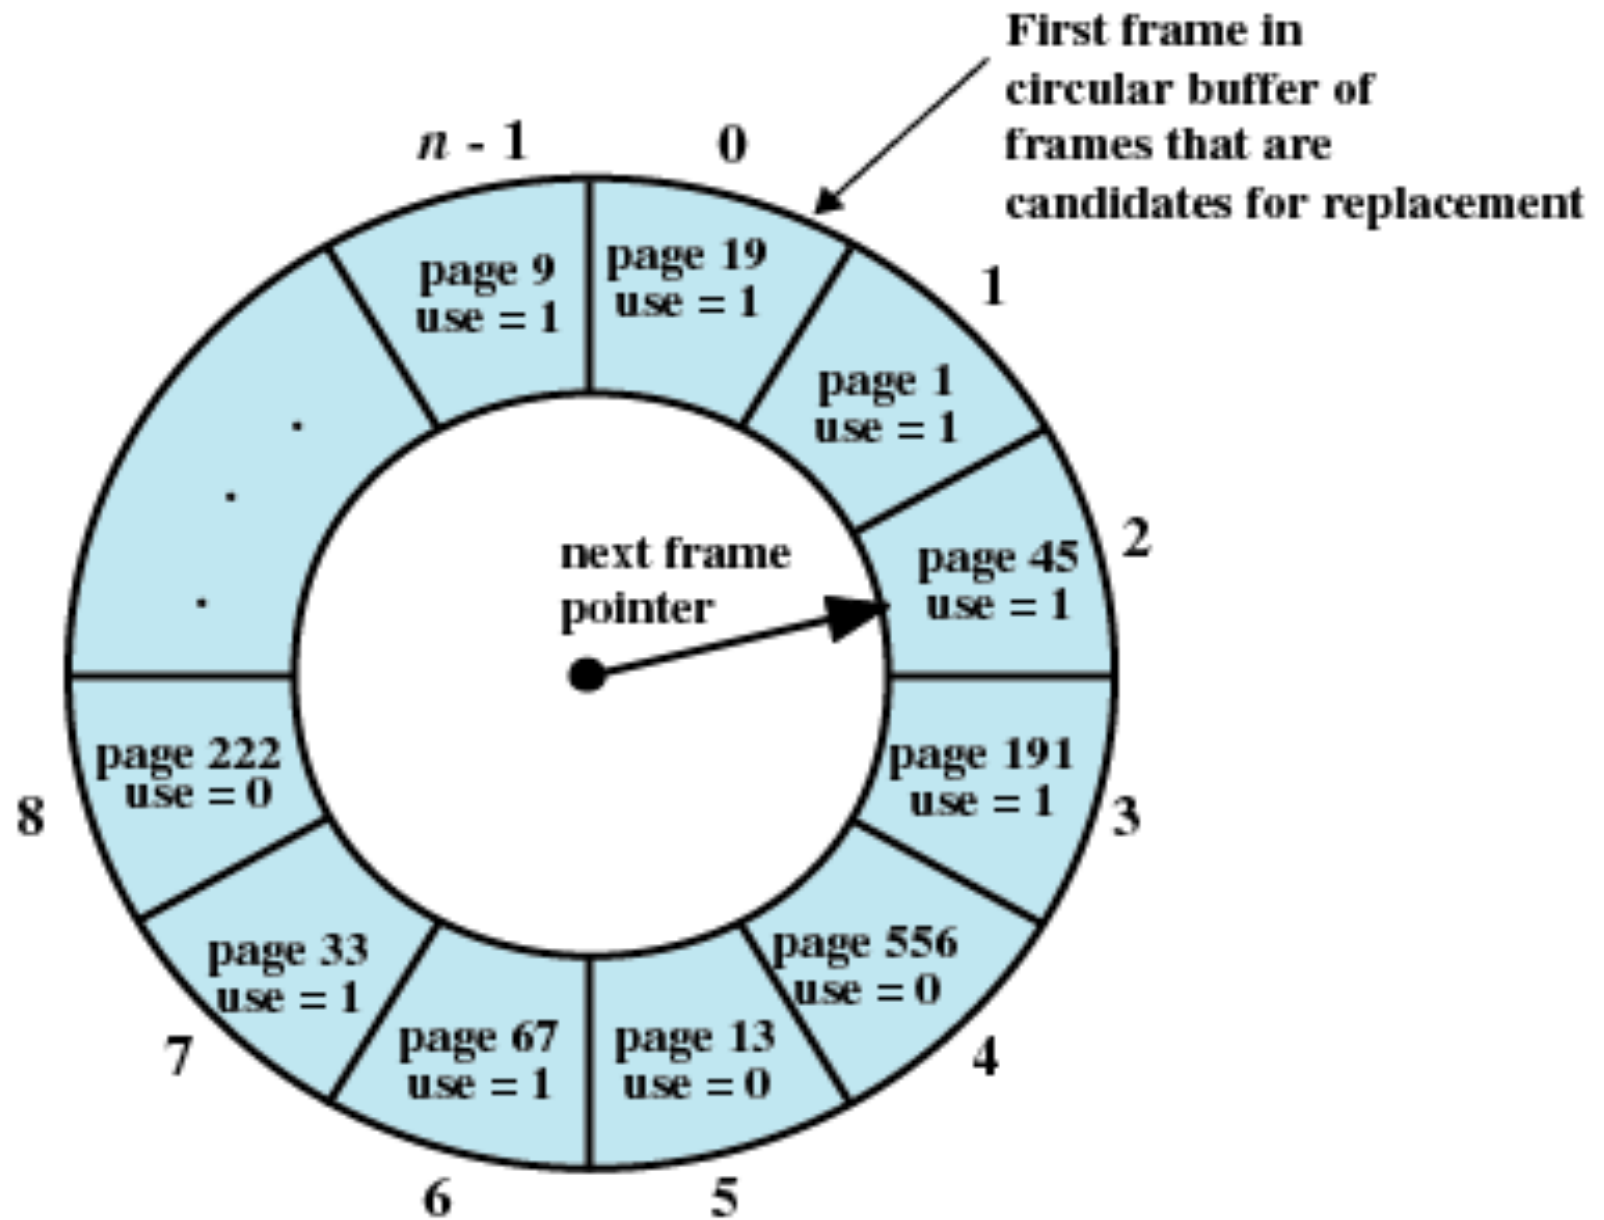 First frame in
circular buffer of
frames that are
candidates for replacement
n - 1
0
page 9
use = 1
page 19
use = 1
1
page 1
use = 1
2
page 45
use = 1
next frame
pointer
page 191
use = 1
3
page 556
use = 0
4
page 13
use = 0
5
page 67
use = 1
6
page 33
use = 1
7
page 222
use = 0
8